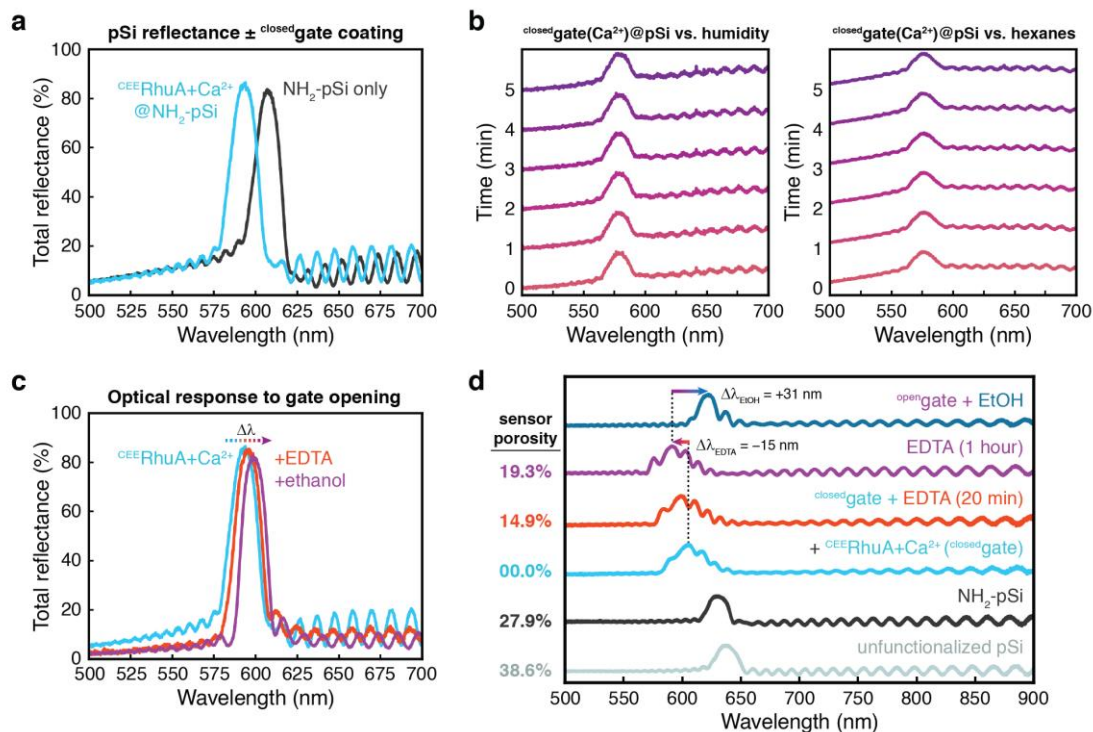 a
pSi reflectance ± closedgate coating
Total reflectance (%)
100
80
60
40
20
0
CEERhuA+Ca2+
@NH2-pSi
NH2-pSi only
500 525 550 575 600 625 650 675 700
Wavelength (nm)
b
closedgate(Ca2+)@pSi vs. humidity
Time (min)
5
4
3
2
1
0
500 550 600 650 700
Wavelength (nm)
closedgate(Ca2+)@pSi vs. hexanes
Time (min)
5
4
3
2
1
0
500 550 600 650 700
Wavelength (nm)
c
Optical response to gate opening
Total reflectance (%)
100
80
60
40
20
0
Δλ
CEERhuA+Ca2+
+EDTA
+ethanol
500 525 550 575 600 625 650 675 700
Wavelength (nm)
d
sensor
porosity
ΔλEtOH = +31 nm
opengate + EtOH
ΔλEDTA = −15 nm
EDTA (1 hour)
19.3%
closedgate + EDTA (20 min)
14.9%
+ CEERhuA+Ca2+ (closedgate)
00.0%
NH2-pSi
27.9%
unfunctionalized pSi
38.6%
500 550 600 650 700 750 800 850 900
Wavelength (nm)